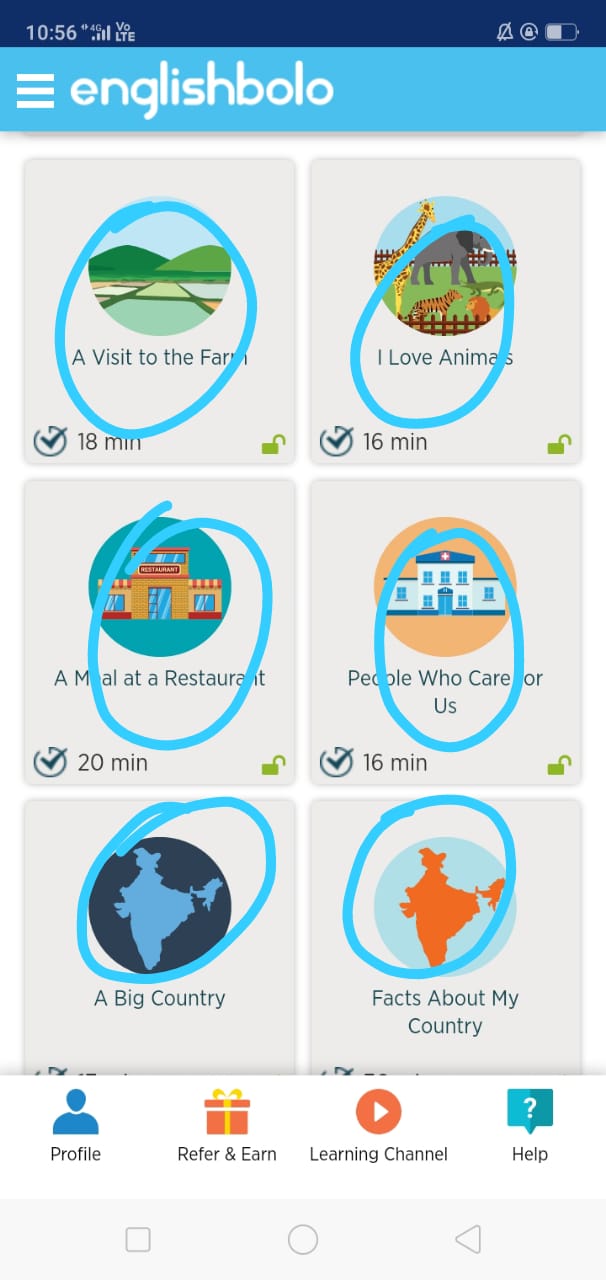 10:56 4G Vo LTE
englishbolo
A Visit to the Farm
18 min
I Love Animals
16 min
RESTAURANT
A Meal at a Restaurant
20 min
People Who Care for
Us
16 min
A Big Country
Facts About My
Country
Profile
Refer & Earn
Learning Channel
Help